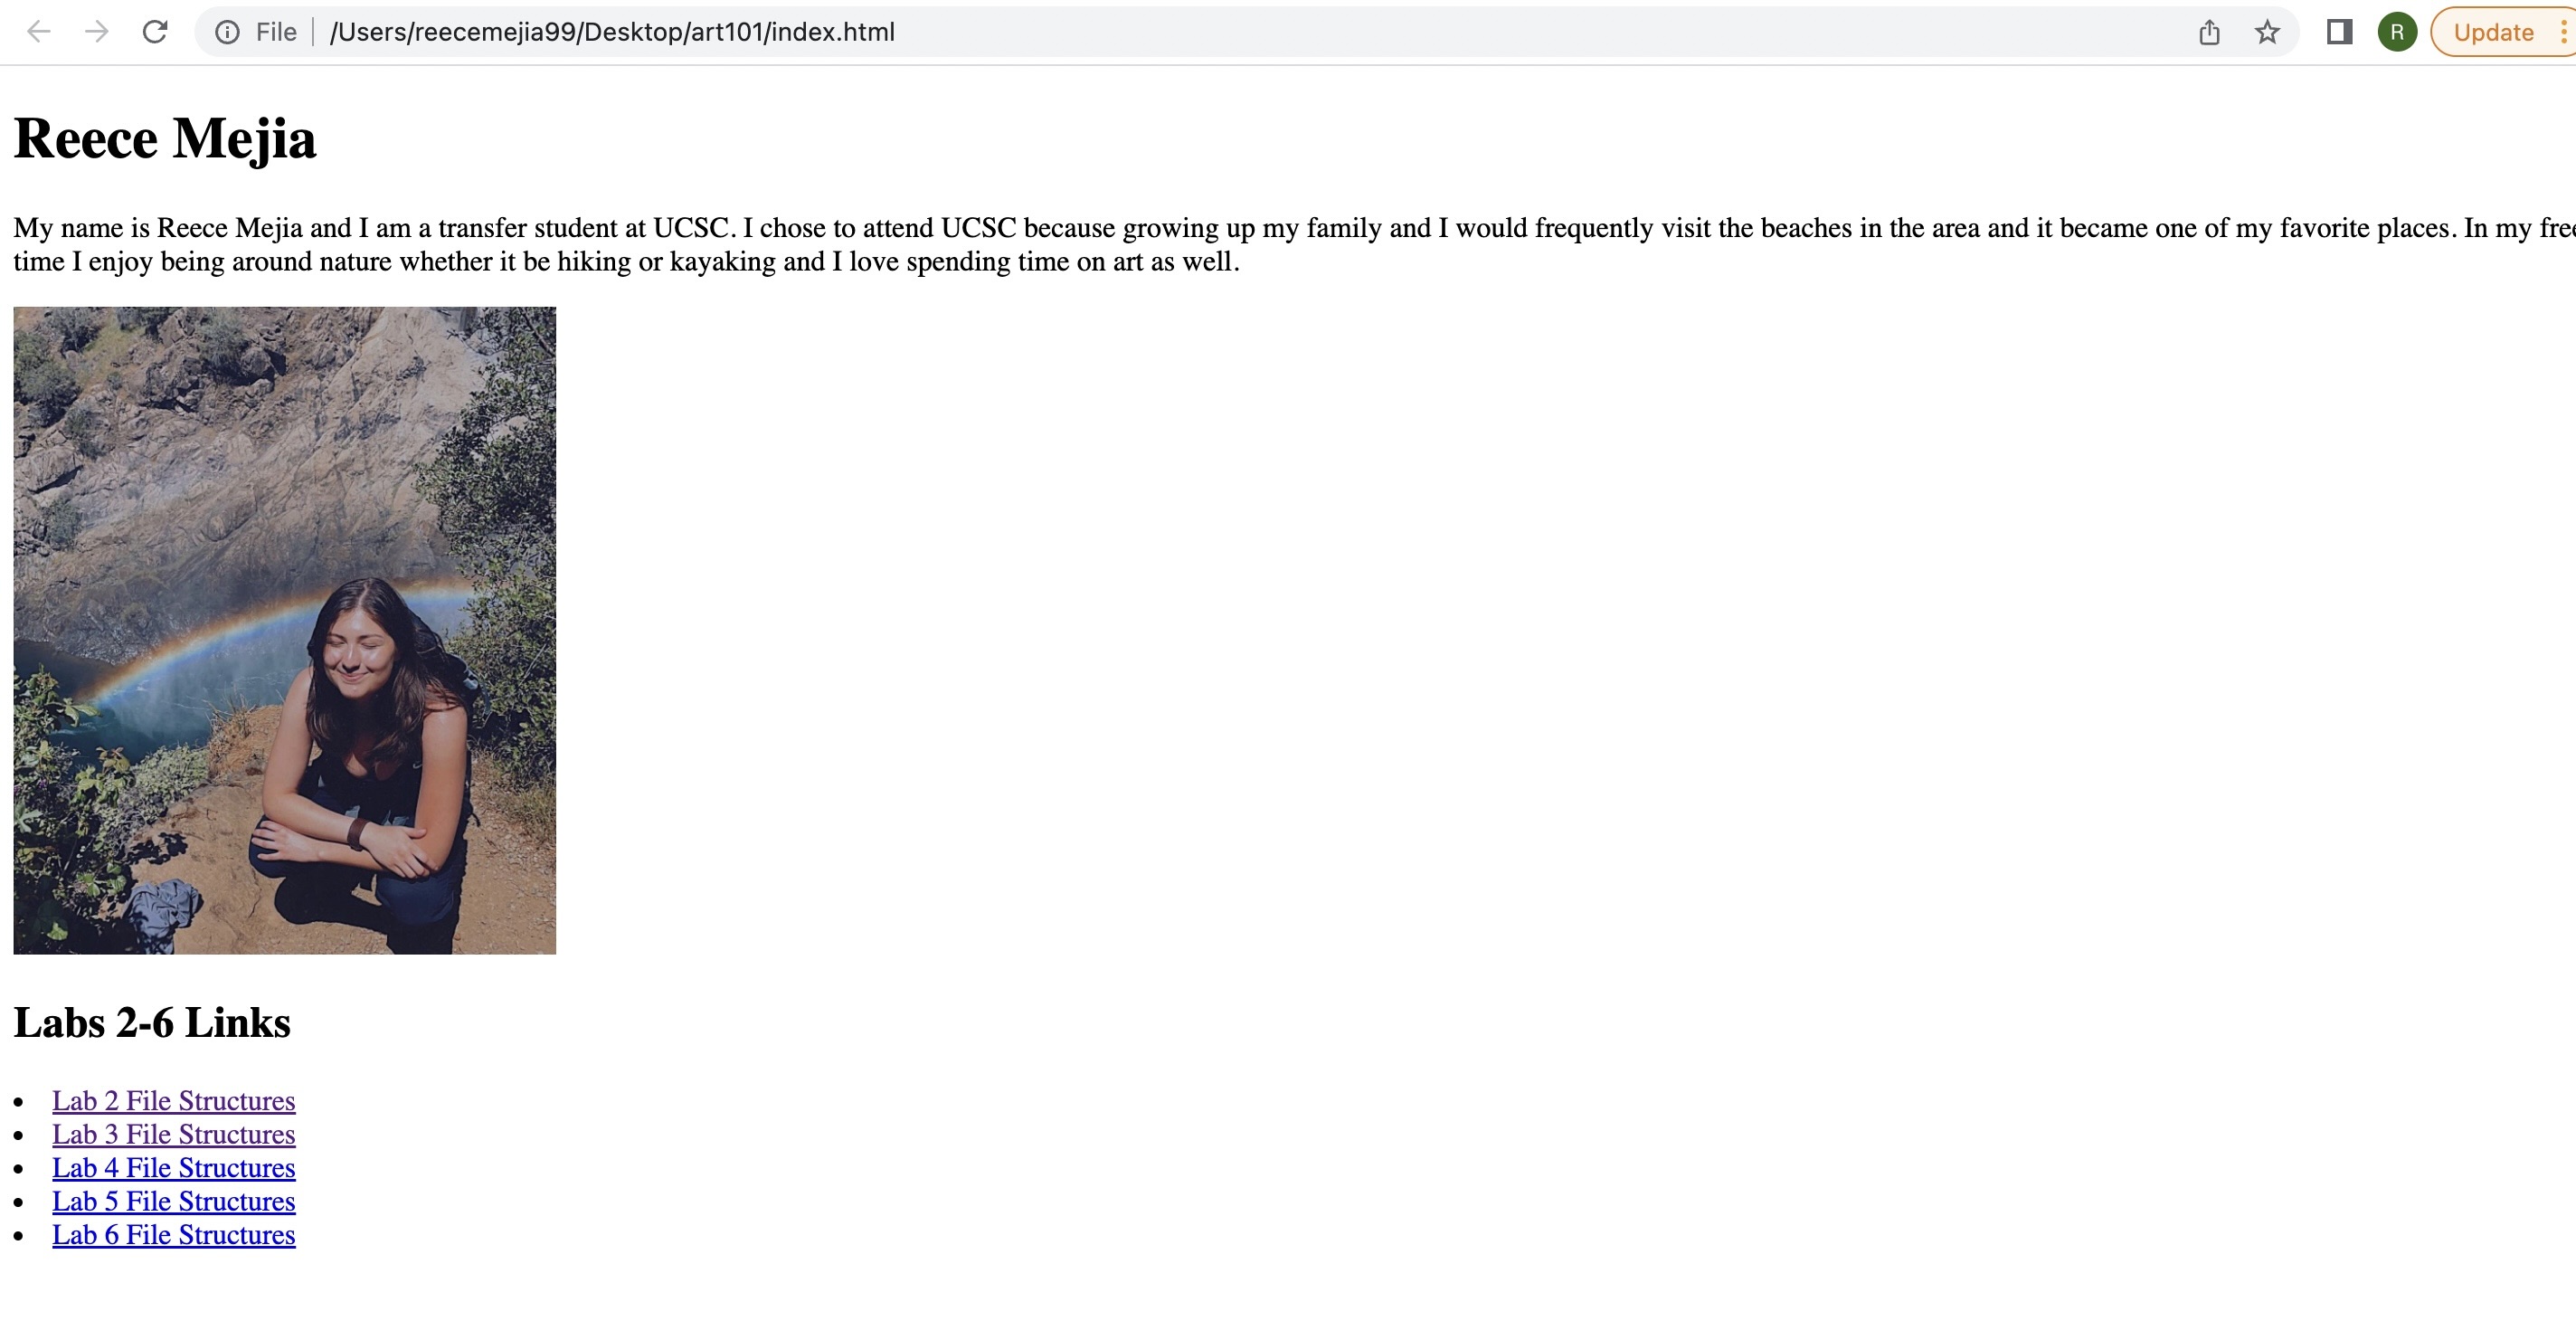 File | /Users/reecemejia99/Desktop/art101/index.html
R
Update
Reece Mejia
My name is Reece Mejia and I am a transfer student at UCSC. I chose to attend UCSC because growing up my family and I would frequently visit the beaches in the area and it became one of my favorite places. In my free
time I enjoy being around nature whether it be hiking or kayaking and I love spending time on art as well.
Labs 2-6 Links
• Lab 2 File Structures
• Lab 3 File Structures
• Lab 4 File Structures
• Lab 5 File Structures
• Lab 6 File Structures